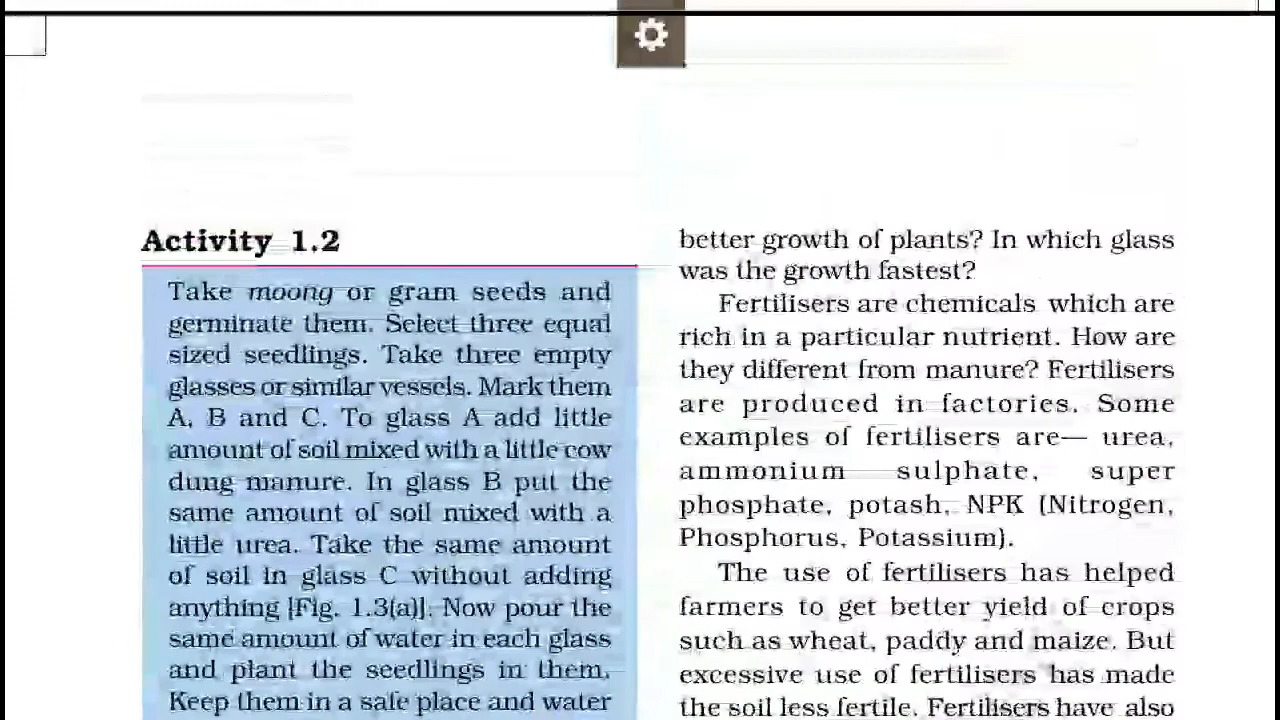 Activity 1.2
Take moong or gram seeds and
germinate them. Select three equal
sized seedlings. Take three empty
glasses or similar vessels. Mark them
A, B and C. To glass A add little
amount of soil mixed with a little cow
dung manure. In glass B put the
same amount of soil mixed with a
little urea. Take the same amount
of soil in glass C without adding
anything [Fig. 1.3(a)]. Now pour the
same amount of water in each glass
and plant the seedlings in them.
Keep them in a safe place and water
better growth of plants? In which glass
was the growth fastest?
Fertilisers are chemicals which are
rich in a particular nutrient. How are
they different from manure? Fertilisers
are produced in factories. Some
examples of fertilisers are— urea,
ammonium sulphate, super
phosphate, potash, NPK (Nitrogen,
Phosphorus, Potassium).
The use of fertilisers has helped
farmers to get better yield of crops
such as wheat, paddy and maize. But
excessive use of fertilisers has made
the soil less fertile. Fertilisers have also